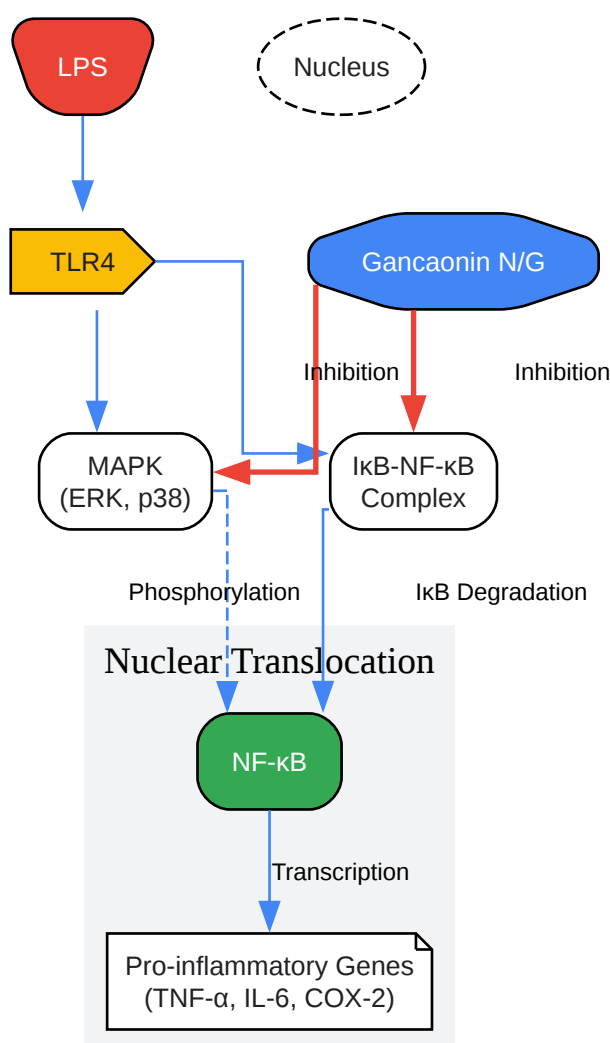 LPS
Nucleus
TLR4
Gancaonin N/G
Inhibition
Inhibition
MAPK
(ERK, p38)
IκB-NF-κB
Complex
Phosphorylation
IκB Degradation
Nuclear Translocation
NF-κB
Transcription
Pro-inflammatory Genes
(TNF-α, IL-6, COX-2)